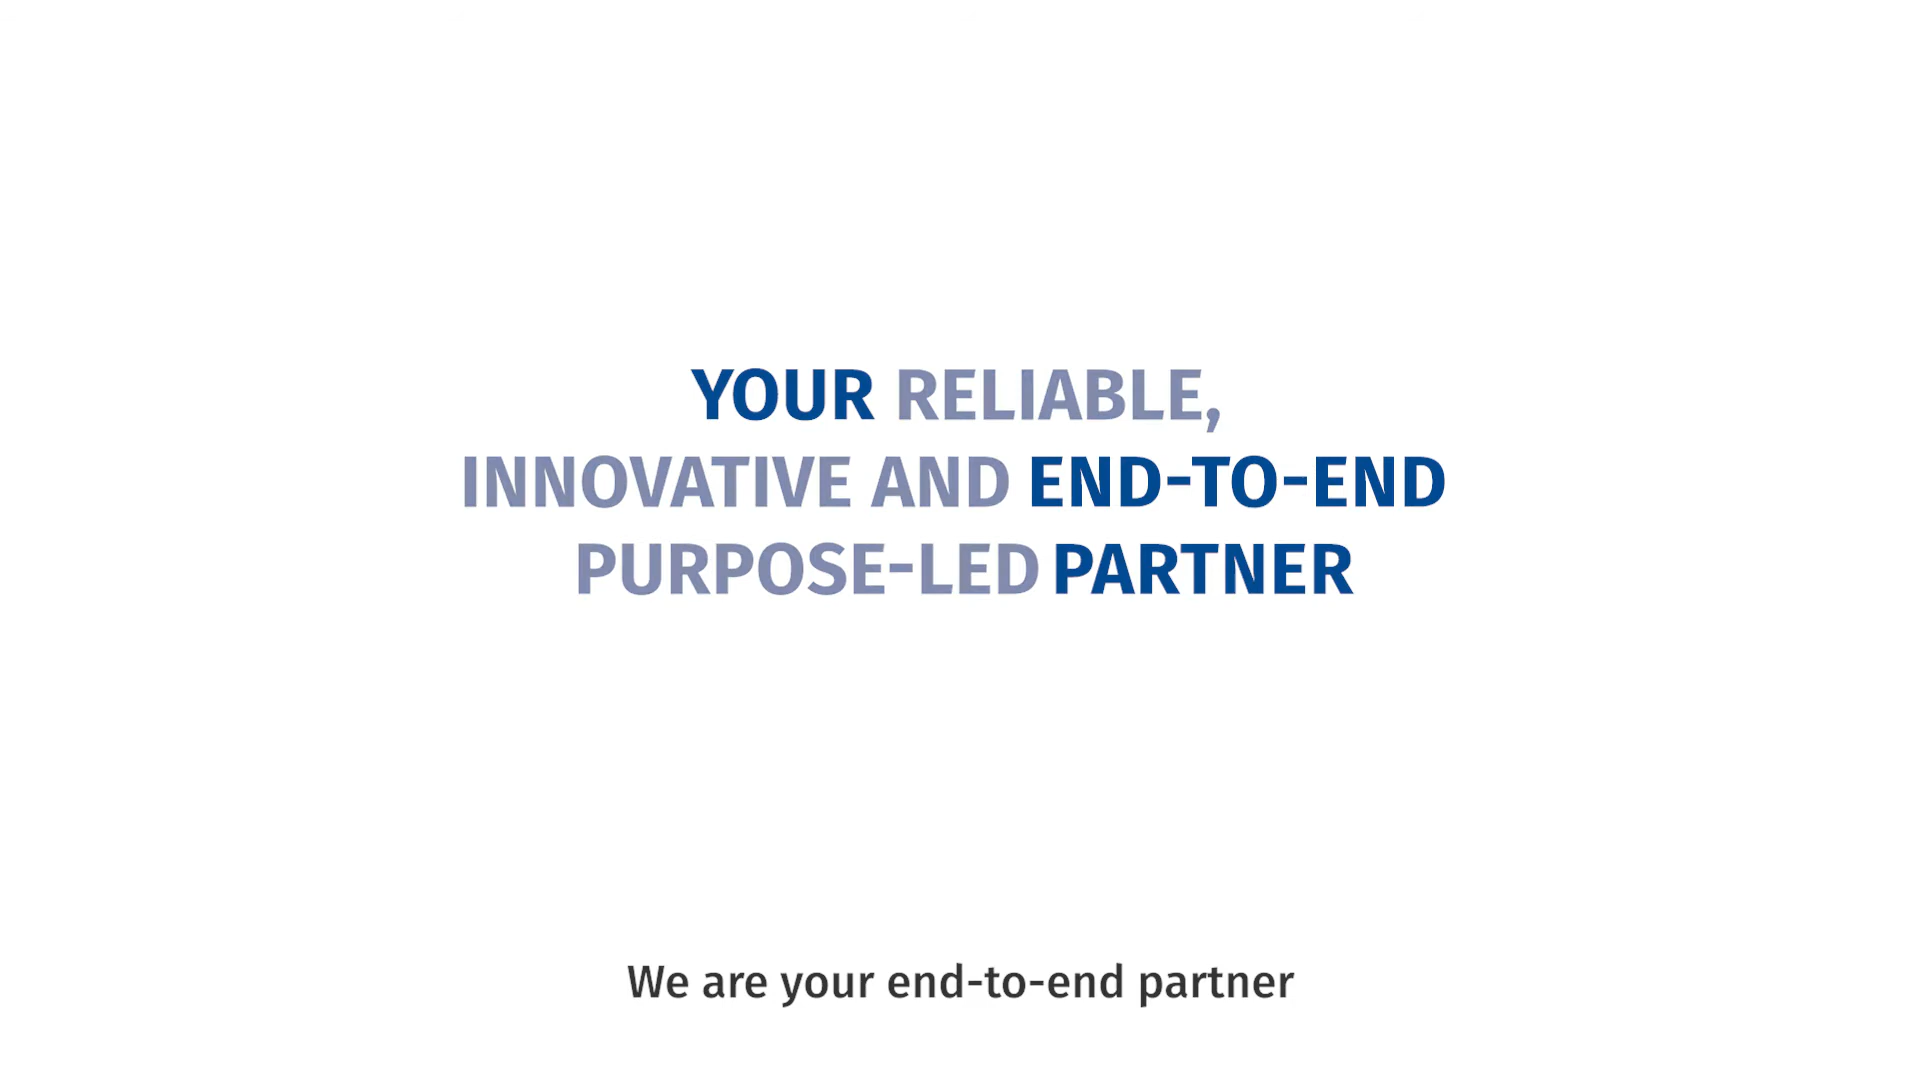 YOUR RELIABLE,
INNOVATIVE AND END-TO-END
PURPOSE-LED PARTNER
We are your end-to-end partner